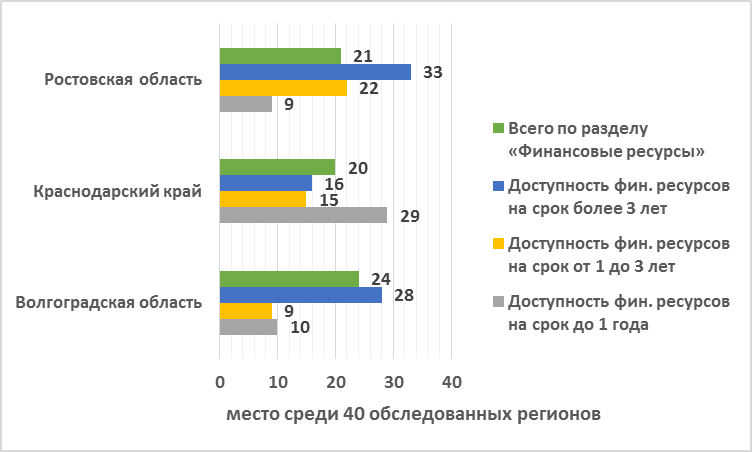 Ростовская область
21
33
22
9
Краснодарский край
20
16
15
29
Волгоградская область
24
28
9
10
0 10 20 30 40
место среди 40 обследованных регионов
Всего по разделу
«Финансовые ресурсы»
Доступность фин. ресурсов
на срок более 3 лет
Доступность фин. ресурсов
на срок от 1 до 3 лет
Доступность фин. ресурсов
на срок до 1 года